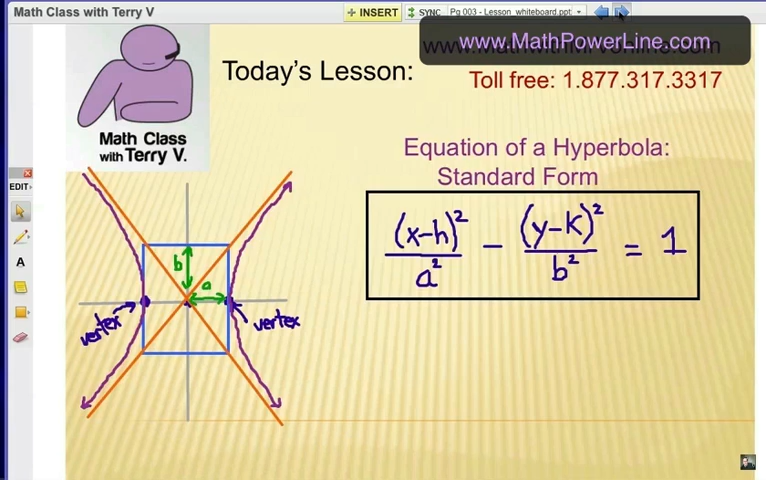 Math Class with Terry V
INSERT
SYNC
Pg 003 - Lesson_whiteboard.ppt
www.MathPowerLine.com
Today's Lesson:
Toll free: 1.877.317.3317
Math Class
with Terry V.
Equation of a Hyperbola:
Standard Form
EDIT
A
(x-h)² / a² − (y-k)² / b² = 1
b
a
vertex
vertex